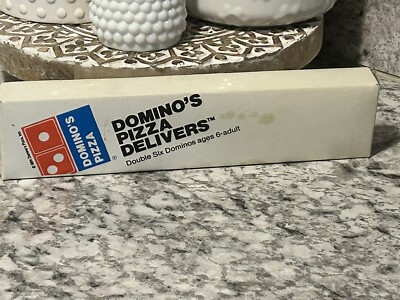 DOMINO'S
PIZZA
®
DOMINO'S
PIZZA
DELIVERS™
Double Six Dominos ages 6-adult